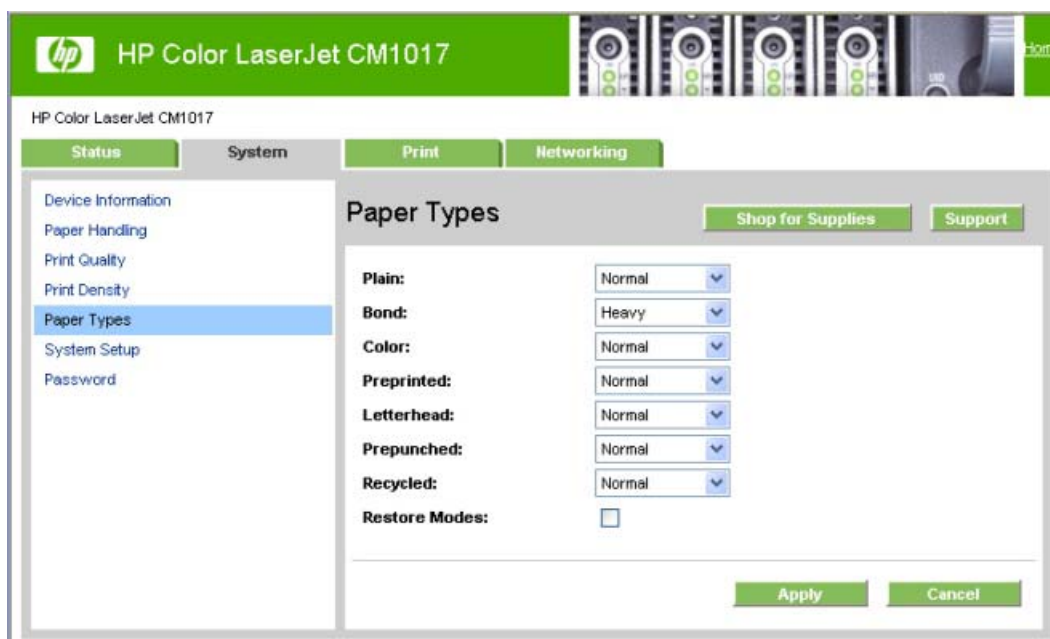 hp HP Color LaserJet CM1017
HP Color LaserJet CM1017
Status System Print Networking
Device Information
Paper Handling
Print Quality
Print Density
Paper Types
System Setup
Password
Paper Types Shop for Supplies Support
Plain: Normal
Bond: Heavy
Color: Normal
Preprinted: Normal
Letterhead: Normal
Prepunched: Normal
Recycled: Normal
Restore Modes:
Apply Cancel